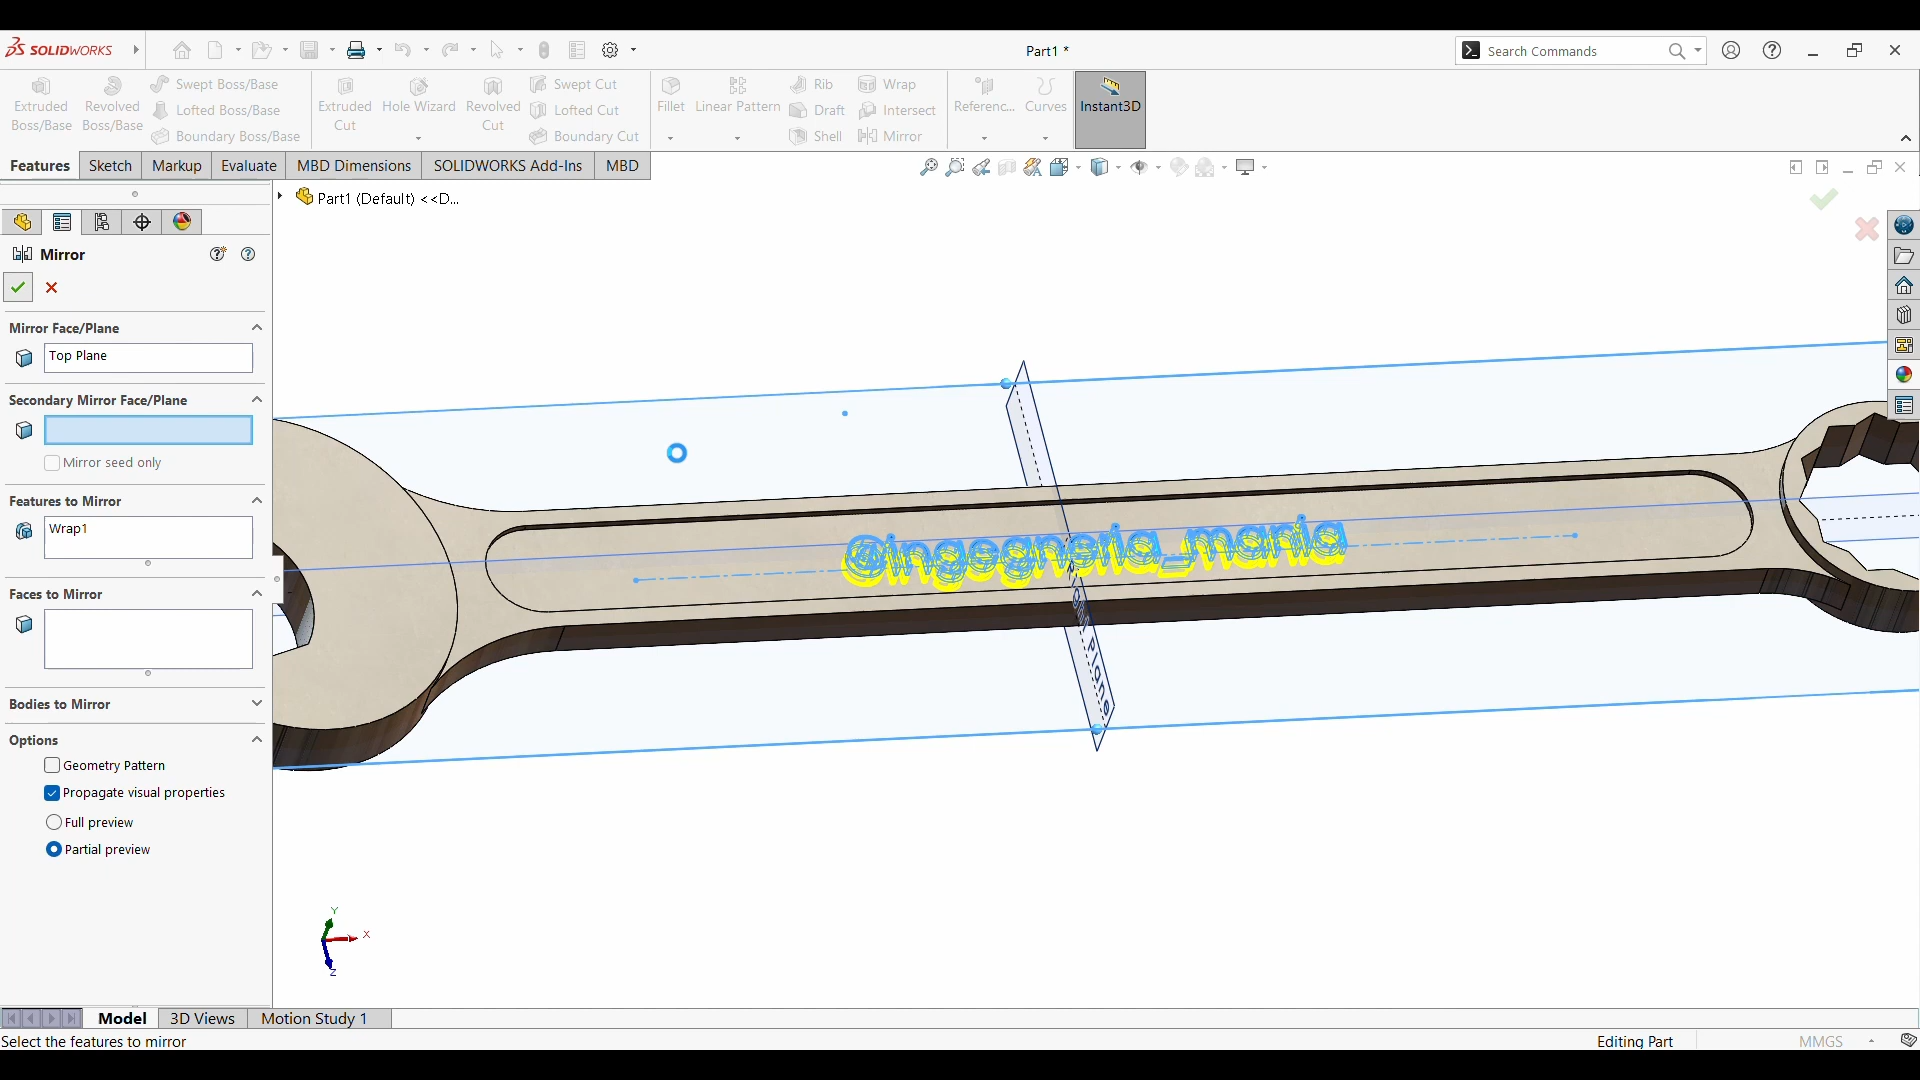 SOLIDWORKS
Part1 *
Search Commands
Extruded Boss/Base
Revolved Boss/Base
Swept Boss/Base
Lofted Boss/Base
Boundary Boss/Base
Extruded Cut
Hole Wizard
Revolved Cut
Swept Cut
Lofted Cut
Boundary Cut
Fillet
Linear Pattern
Rib
Draft
Shell
Wrap
Intersect
Mirror
Referenc...
Curves
Instant3D
Features
Sketch
Markup
Evaluate
MBD Dimensions
SOLIDWORKS Add-Ins
MBD
Part1 (Default) <<D...
Mirror
Mirror Face/Plane
Top Plane
Secondary Mirror Face/Plane
Mirror seed only
Features to Mirror
Wrap1
Faces to Mirror
Bodies to Mirror
Options
Geometry Pattern
Propagate visual properties
Full preview
Partial preview
@ingegneria_mania
Y
X
Z
Model
3D Views
Motion Study 1
Select the features to mirror
Editing Part
MMGS